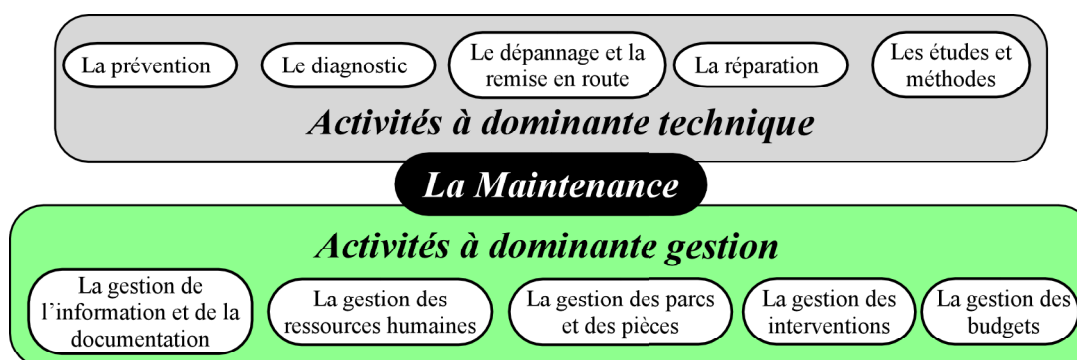 La prévention
Le diagnostic
Le dépannage et la
remise en route
La réparation
Les études et
méthodes
Activités à dominante technique
La Maintenance
Activités à dominante gestion
La gestion de
l’information et de la
documentation
La gestion des
ressources humaines
La gestion des parcs
et des pièces
La gestion des
interventions
La gestion des
budgets